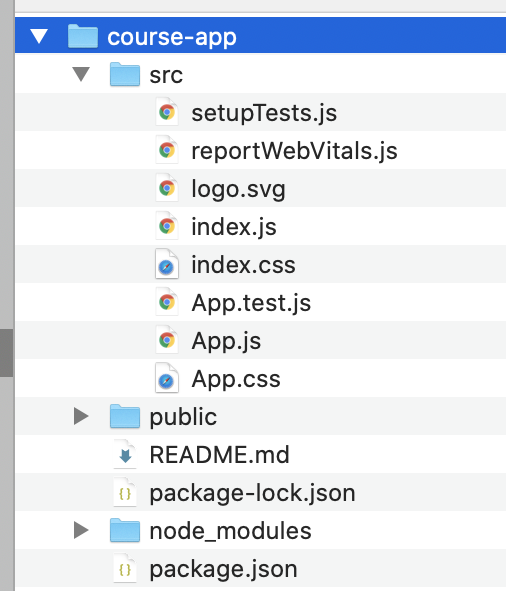 course-app
src
setupTests.js
reportWebVitals.js
logo.svg
index.js
index.css
App.test.js
App.js
App.css
public
README.md
package-lock.json
node_modules
package.json